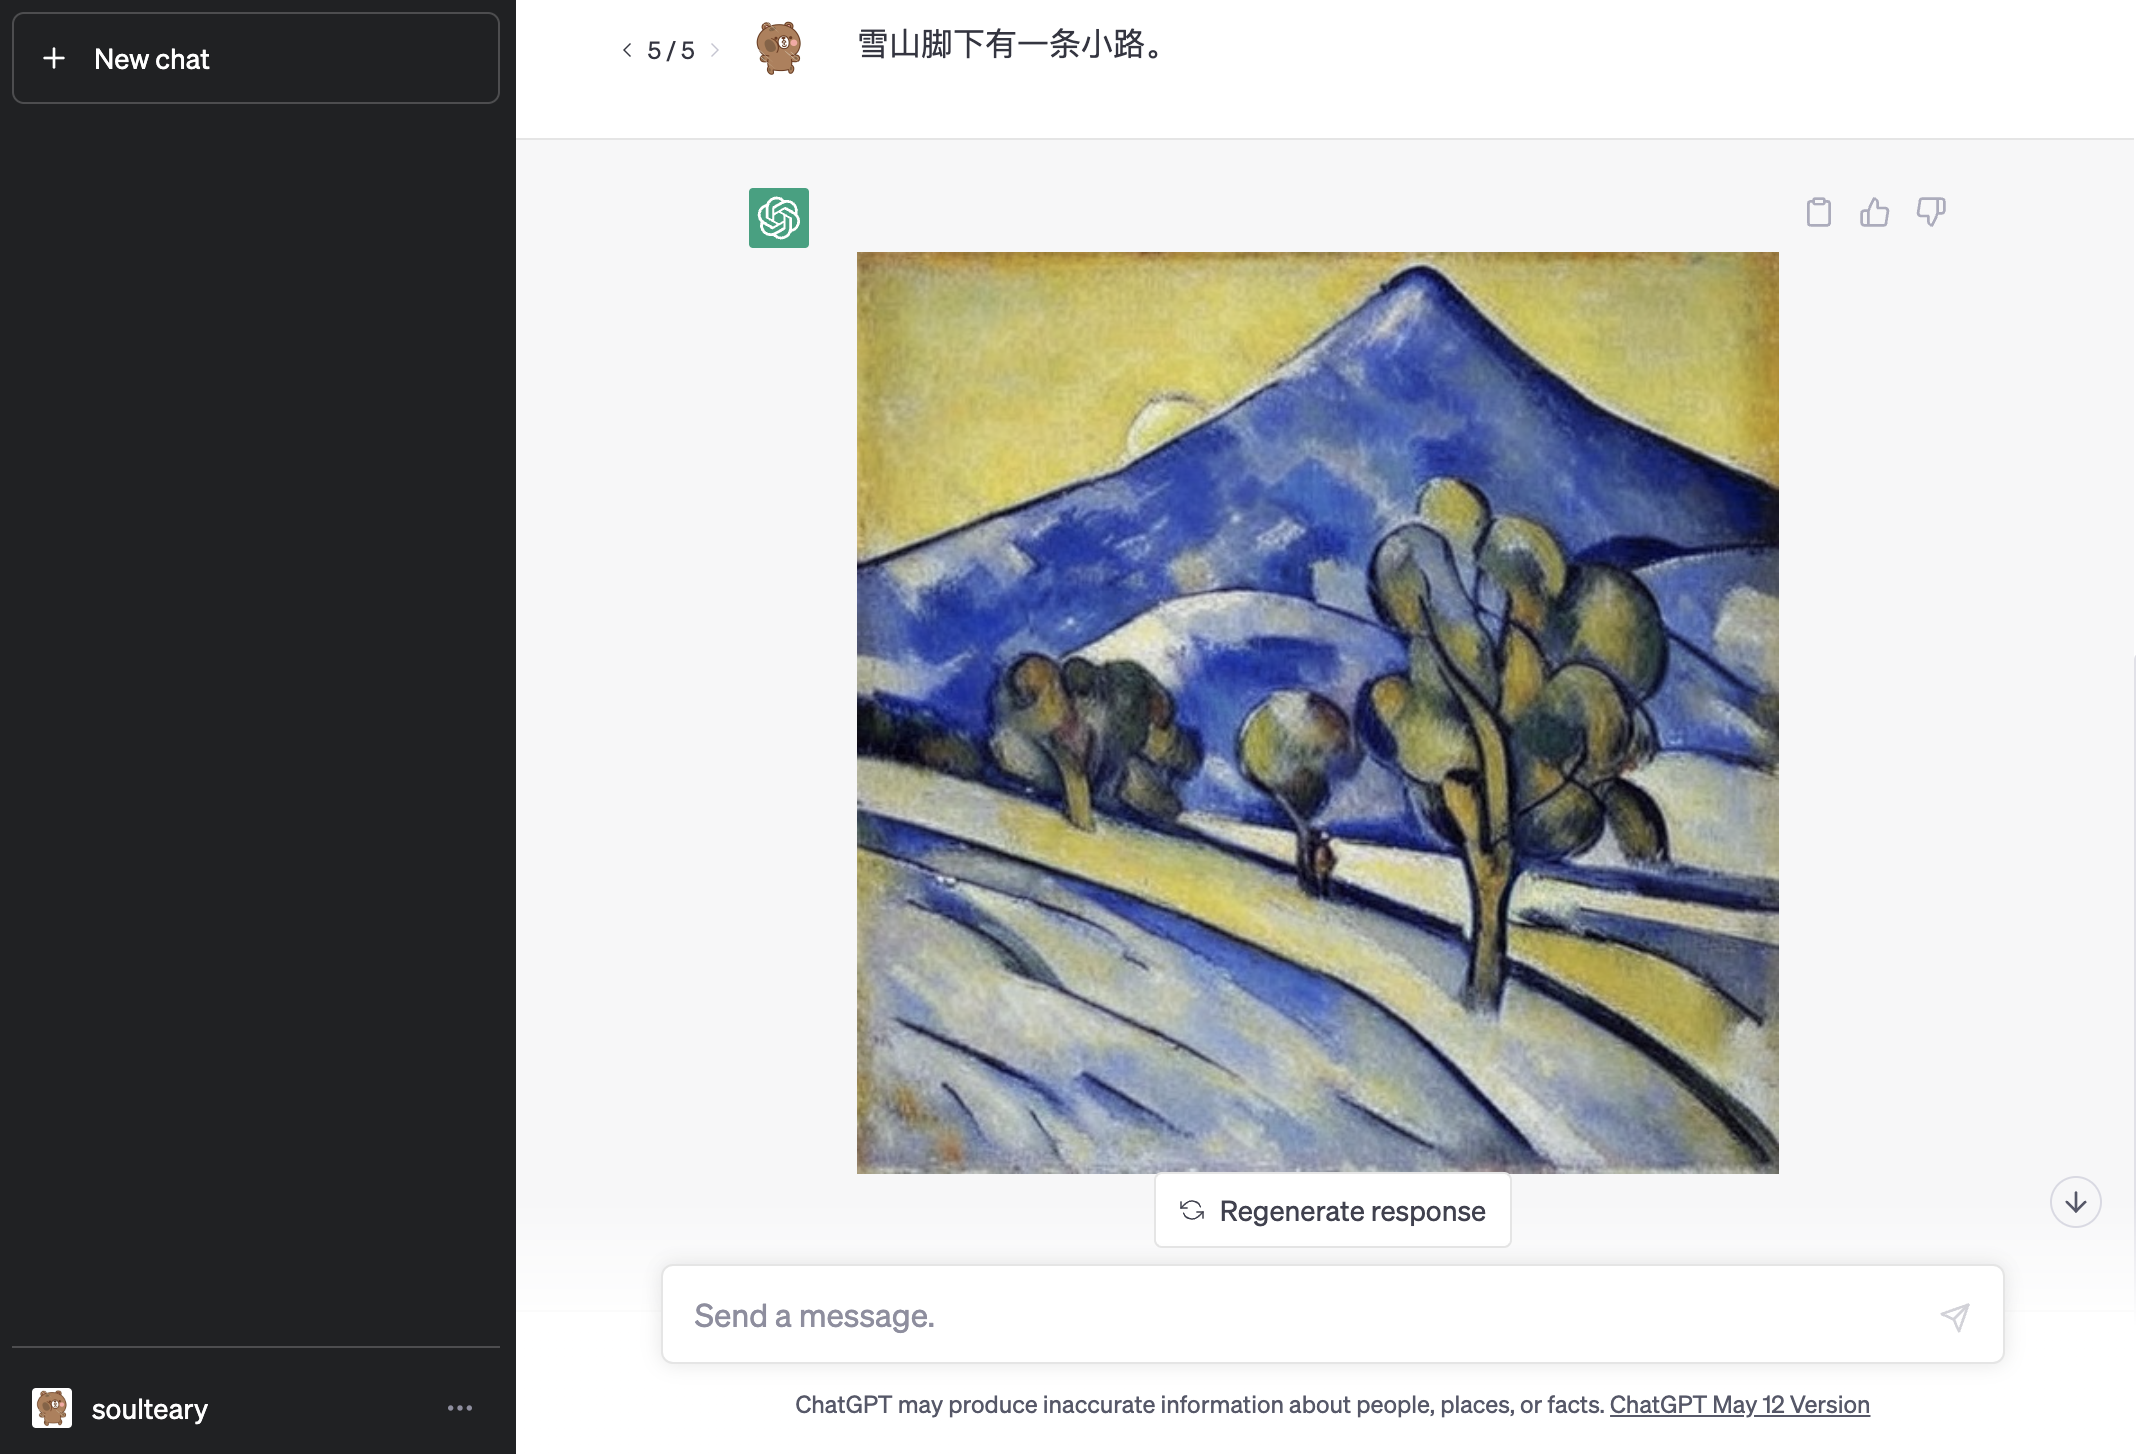 New chat
5 / 5
雪山脚下有一条小路。
Regenerate response
Send a message.
ChatGPT may produce inaccurate information about people, places, or facts. ChatGPT May 12 Version
soulteary